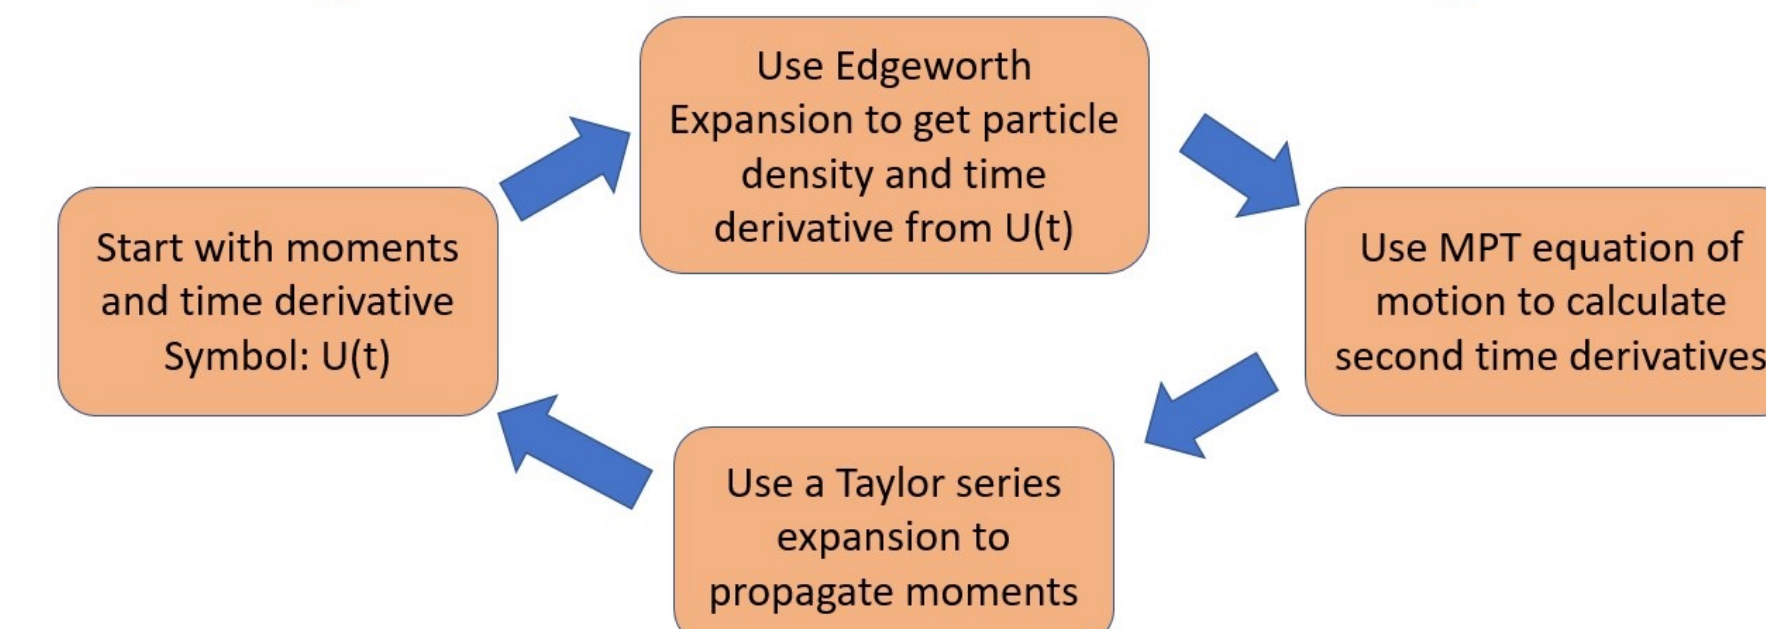 Use Edgeworth
Expansion to get particle
density and time
derivative from U(t)
Start with moments
and time derivative
Symbol: U(t)
Use MPT equation of
motion to calculate
second time derivatives
Use a Taylor series
expansion to
propagate moments